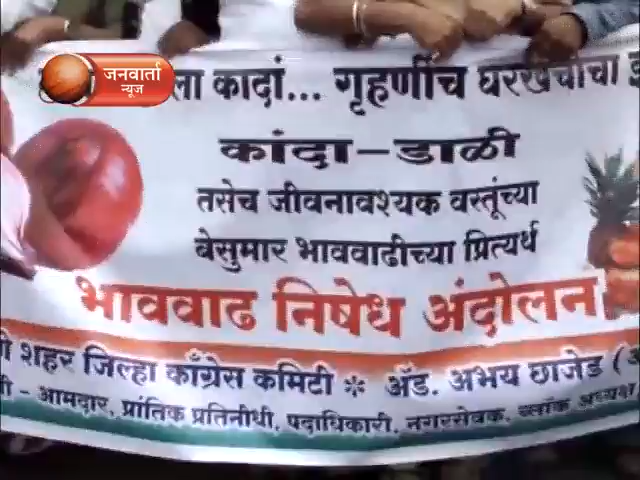 जनवार्ता
न्यूज
ला कादां... गृहणींच घरखर्चाचा
कांदा-डाळी
तसेच जीवनावश्यक वस्तूंच्या
बेसुमार भाववाढीच्या प्रित्यर्थ
भाववाढ निषेध अंदोलन
शहर जिल्हा काँग्रेस कमिटी * अ‍ॅड. अभय छाजेड
- आमदार, प्रांतिक प्रतिनीधी, पदाधिकारी, नगरसेवक, ब्लॉक अध्यक्ष